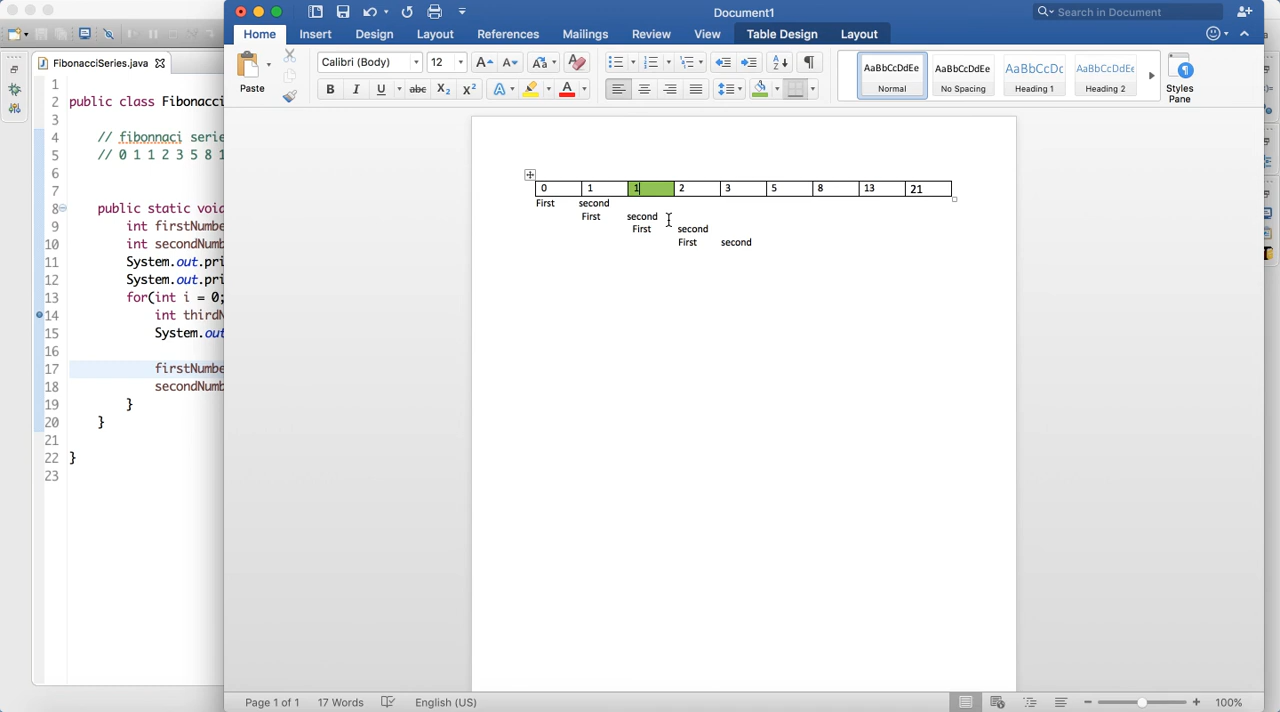 Document1
Search in Document
Home Insert Design Layout References Mailings Review View Table Design Layout
Paste
Calibri (Body) 12
AaBbCcDdEe AaBbCcDdEe AaBbCcDc AaBbCcDdEe
Normal No Spacing Heading 1 Heading 2
Styles Pane
FibonacciSeries.java
1
2 public class Fibonacci
3
4 // fibonnaci serie
5 // 0 1 1 2 3 5 8 1
6
7
8 public static void
9 int firstNumbe
10 int secondNumb
11 System.out.pri
12 System.out.pri
13 for(int i = 0;
14 int thirdN
15 System.out
16
17 firstNumbe
18 secondNumb
19 }
20 }
21
22 }
23
0 1 1 2 3 5 8 13 21
First second
First second
First second
First second
Page 1 of 1 17 Words English (US) 100%